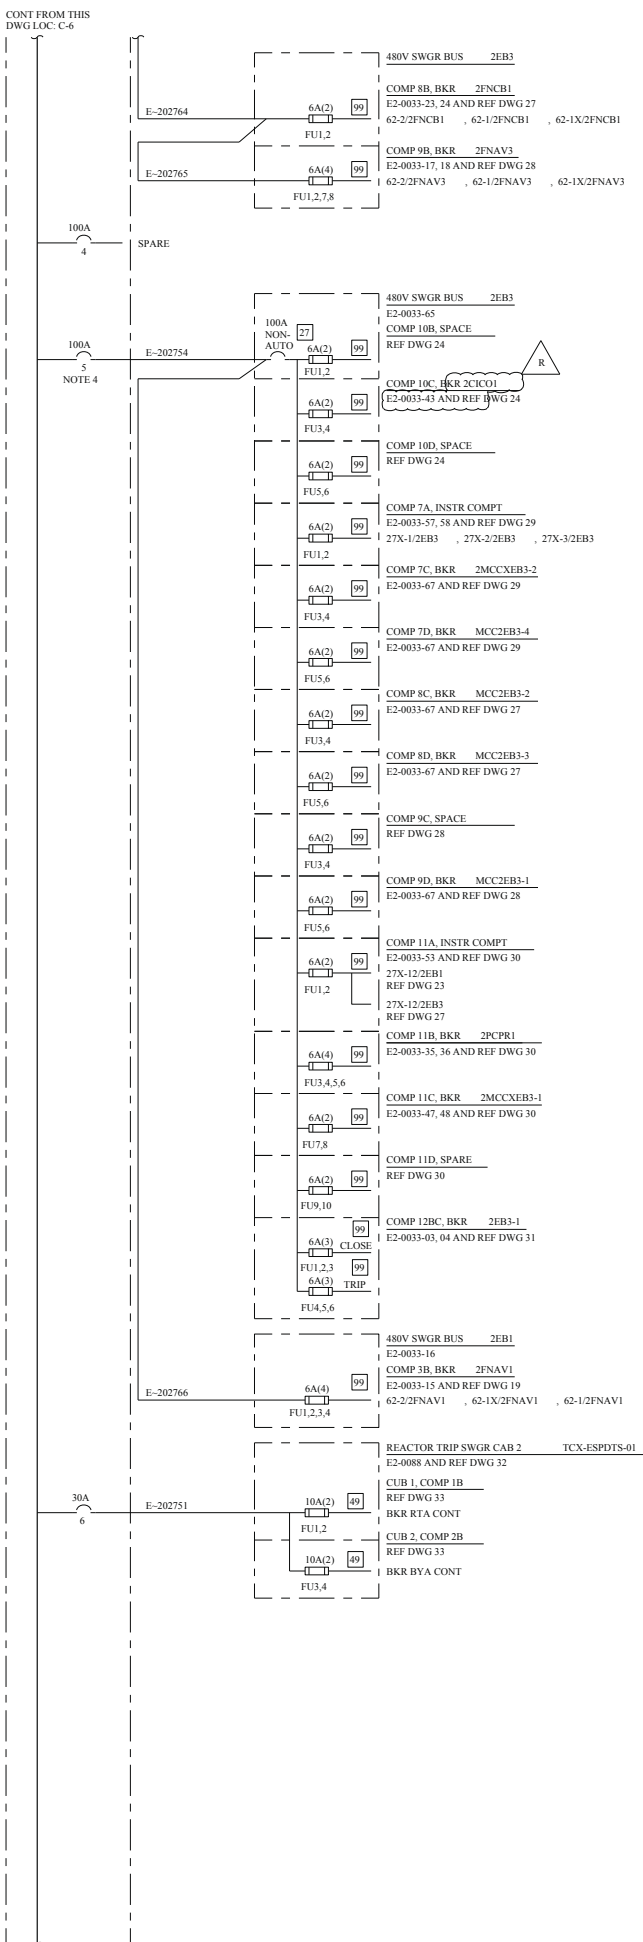 CONT FROM THIS
DWG LOC: C-6
480V SWGR BUS 2EB3
COMP 8B, BKR 2FNCB1
E~202764 6A(2) 99 E2-0033-23, 24 AND REF DWG 27
FU1,2 62-2/2FNCB1 , 62-1/2FNCB1 , 62-1X/2FNCB1
COMP 9B, BKR 2FNAV3
E~202765 6A(4) 99 E2-0033-17, 18 AND REF DWG 28
FU1,2,7,8 62-2/2FNAV3 , 62-1/2FNAV3 , 62-1X/2FNAV3
100A
4 SPARE
480V SWGR BUS 2EB3
E2-0033-65
100A
NON-
AUTO 27
COMP 10B, SPACE
100A
5
NOTE 4
E~202754 6A(2) 99 REF DWG 24
FU1,2
R
COMP 10C, BKR 2CICO1
6A(2) 99 E2-0033-43 AND REF DWG 24
FU3,4
COMP 10D, SPACE
6A(2) 99 REF DWG 24
FU5,6
COMP 7A, INSTR COMPT
E2-0033-57, 58 AND REF DWG 29
6A(2) 99 27X-1/2EB3 , 27X-2/2EB3 , 27X-3/2EB3
FU1,2
COMP 7C, BKR 2MCCXEB3-2
6A(2) 99 E2-0033-67 AND REF DWG 29
FU3,4
COMP 7D, BKR MCC2EB3-4
6A(2) 99 E2-0033-67 AND REF DWG 29
FU5,6
COMP 8C, BKR MCC2EB3-2
6A(2) 99 E2-0033-67 AND REF DWG 27
FU3,4
COMP 8D, BKR MCC2EB3-3
6A(2) 99 E2-0033-67 AND REF DWG 27
FU5,6
COMP 9C, SPACE
6A(2) 99 REF DWG 28
FU3,4
COMP 9D, BKR MCC2EB3-1
6A(2) 99 E2-0033-67 AND REF DWG 28
FU5,6
COMP 11A, INSTR COMPT
E2-0033-53 AND REF DWG 30
6A(2) 99 27X-12/2EB1
FU1,2 REF DWG 23
27X-12/2EB3
REF DWG 27
COMP 11B, BKR 2PCPR1
6A(4) 99 E2-0033-35, 36 AND REF DWG 30
FU3,4,5,6
COMP 11C, BKR 2MCCXEB3-1
6A(2) 99 E2-0033-47, 48 AND REF DWG 30
FU7,8
COMP 11D, SPARE
6A(2) 99 REF DWG 30
FU9,10
COMP 12BC, BKR 2EB3-1
99 E2-0033-03, 04 AND REF DWG 31
6A(3) CLOSE
FU1,2,3 99
6A(3) TRIP
FU4,5,6
480V SWGR BUS 2EB1
E2-0033-16
COMP 3B, BKR 2FNAV1
E~202766 6A(4) 99 E2-0033-15 AND REF DWG 19
FU1,2,3,4 62-2/2FNAV1 , 62-1X/2FNAV1 , 62-1/2FNAV1
REACTOR TRIP SWGR CAB 2 TCX-ESPDTS-01
E2-0088 AND REF DWG 32
CUB 1, COMP 1B
30A
6
E~202751 10A(2) 49 REF DWG 33
FU1,2 BKR RTA CONT
CUB 2, COMP 2B
REF DWG 33
10A(2) 49 BKR BYA CONT
FU3,4